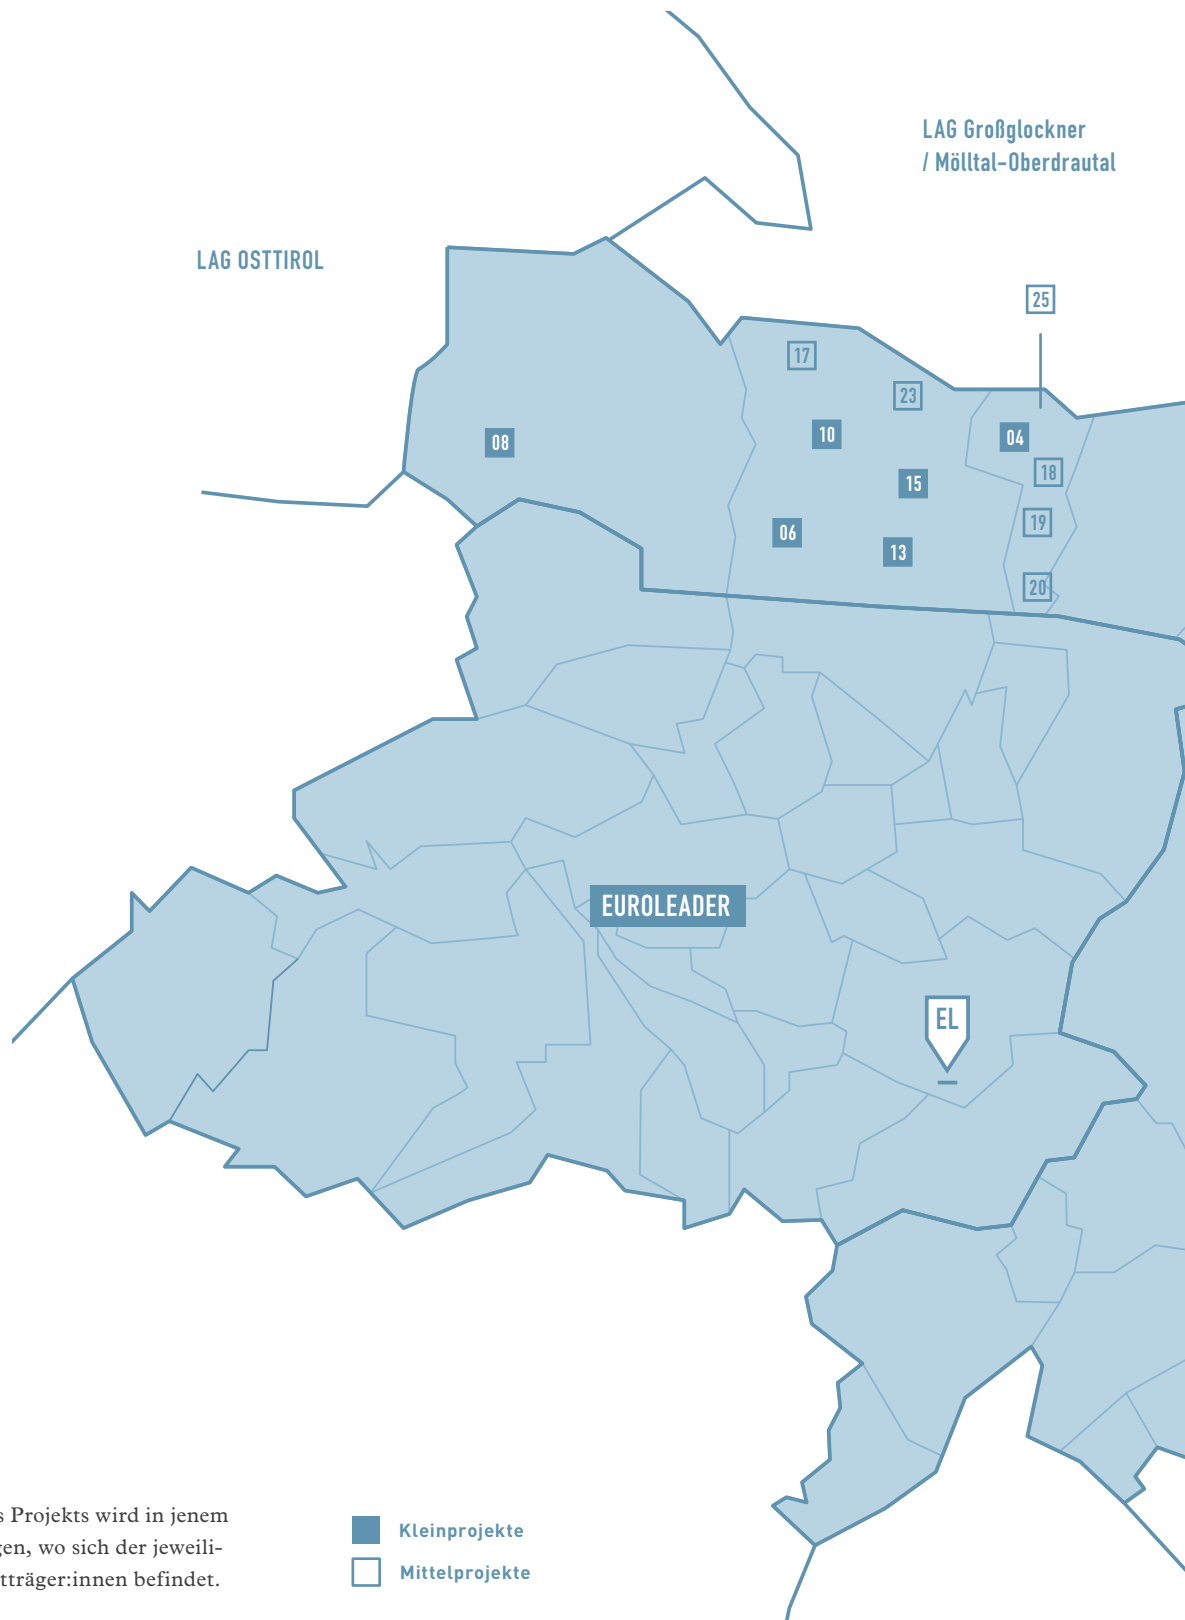 LAG Großglockner
/ Mölltal-Oberdrautal
LAG OSTTIROL
25
17
23
10
04
08
18
15
19
06
13
20
EUROLEADER
EL
s Projekts wird in jenem
gen, wo sich der jeweili-
tträger:innen befindet.
Kleinprojekte
Mittelprojekte